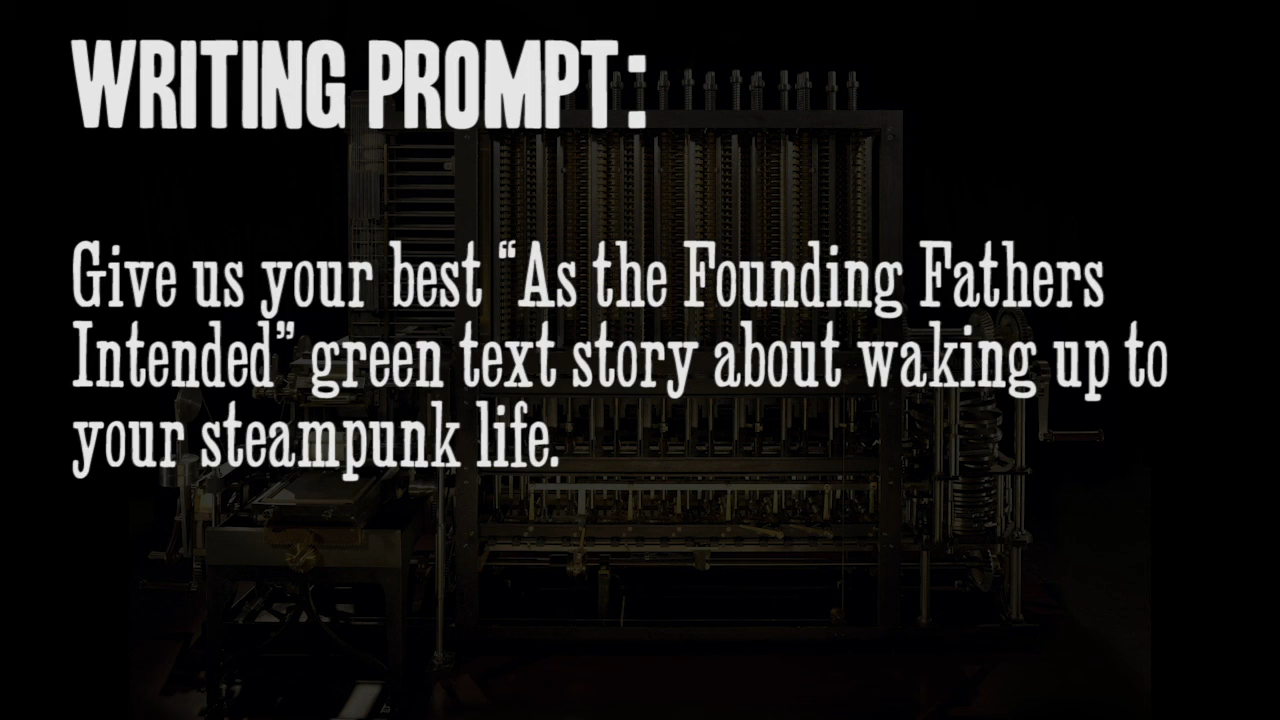 WRITING PROMPT:
Give us your best “As the Founding Fathers
Intended” green text story about waking up to
your steampunk life.